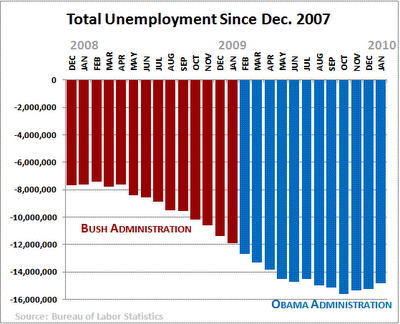 Total Unemployment Since Dec. 2007
2008 2009 2010
DEC JAN FEB MAR APR MAY JUN JUL AUG SEP OCT NOV DEC JAN FEB MAR APR MAY JUN JUL AUG SEP OCT NOV DEC JAN
0
-2,000,000
-4,000,000
-6,000,000
-8,000,000
-10,000,000
-12,000,000
-14,000,000
-16,000,000
BUSH ADMINISTRATION
OBAMA ADMINISTRATION
Source: Bureau of Labor Statistics